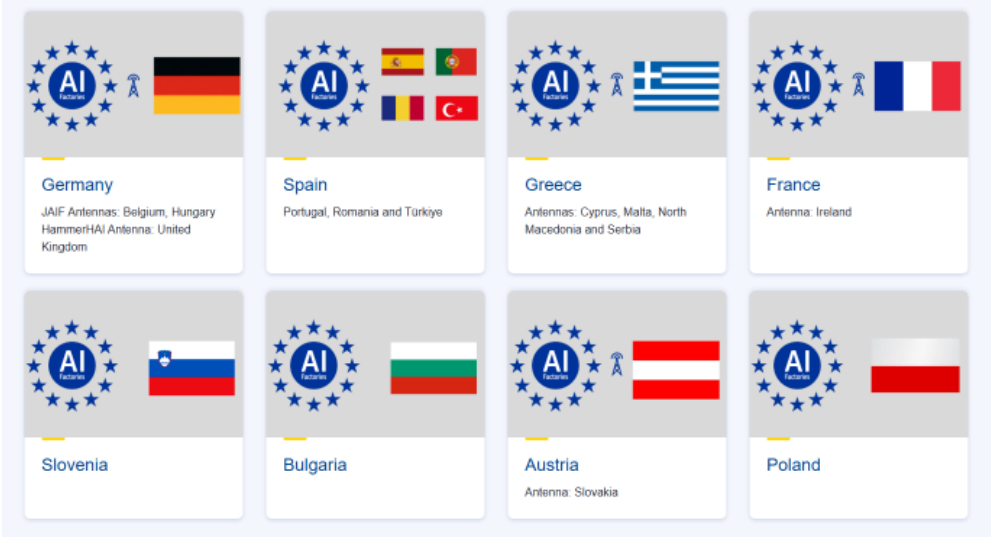 AI
Factories
AI
Factories
AI
Factories
AI
Factories
Germany
JAIF Antennas: Belgium, Hungary
HammerHAI Antenna: United
Kingdom
Spain
Portugal, Romania and Türkiye
Greece
Antennas: Cyprus, Malta, North
Macedonia and Serbia
France
Antenna: Ireland
AI
Factories
AI
Factories
AI
Factories
AI
Factories
Slovenia
Bulgaria
Austria
Antenna: Slovakia
Poland